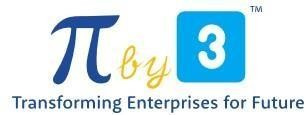 π by 3 ™
Transforming Enterprises for Future